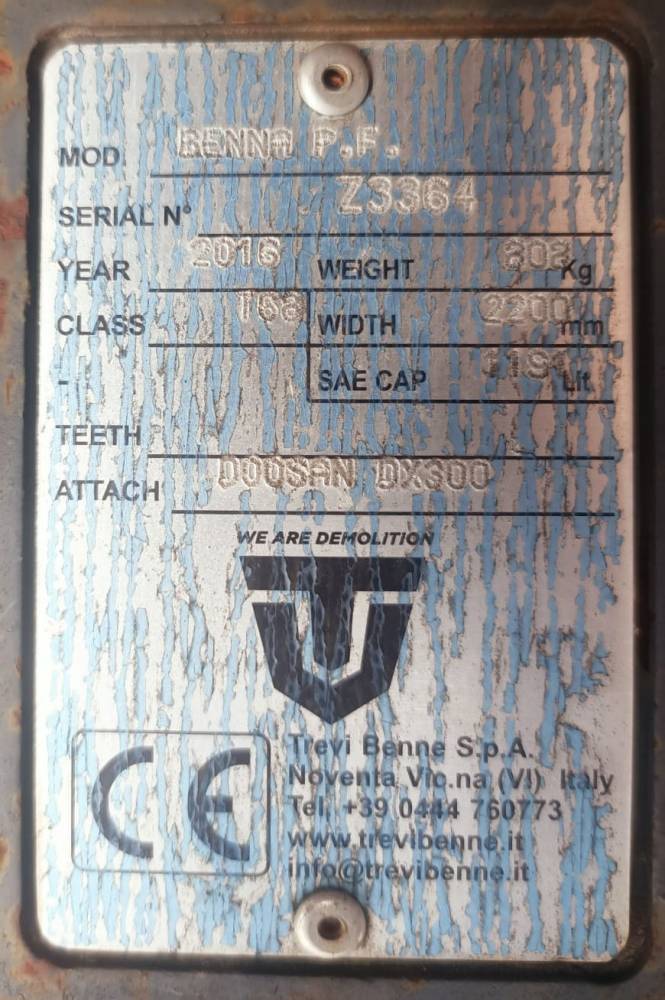 MOD. BENNA P.F.
SERIAL N° Z3364
YEAR 2016 WEIGHT Kg
CLASS WIDTH 2200 mm
- SAE CAP Lit.
TEETH
ATTACH DOOSAN DX300
WE ARE DEMOLITION
CE
Trevi Benne S.p.A.
Noventa Vic.na (VI) Italy
Tel. +39 0444 760773
www.trevibenne.it
info@trevibenne.it